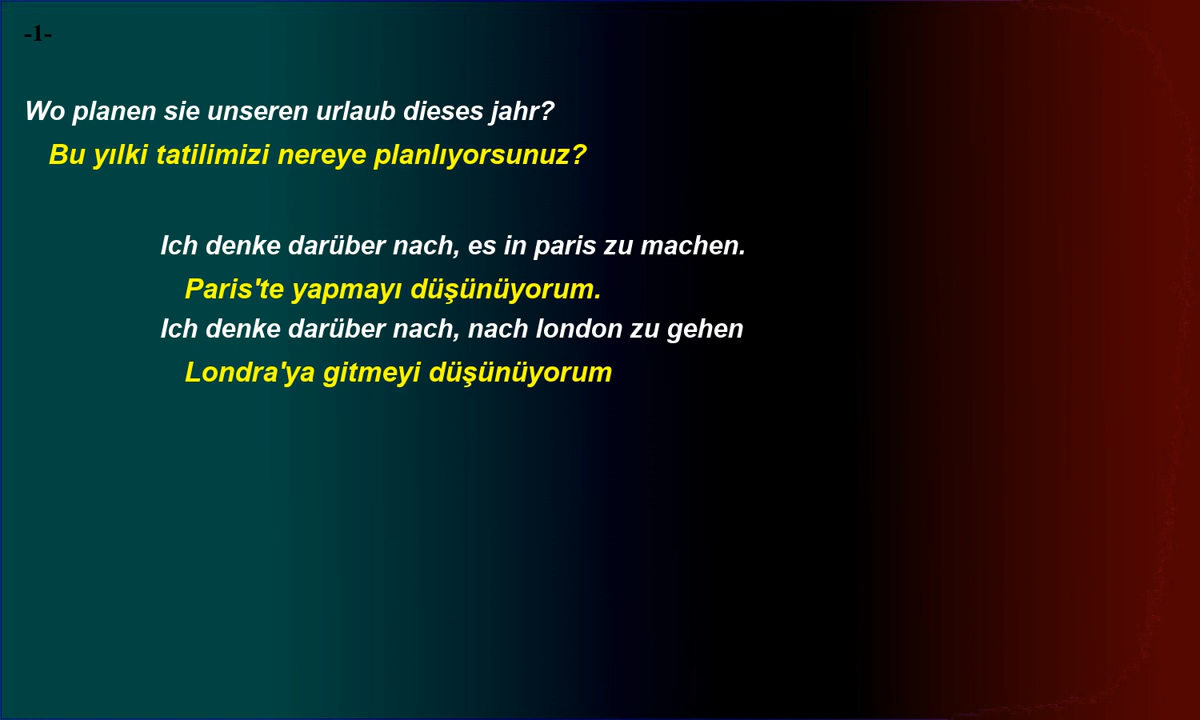 -1-
Wo planen sie unseren urlaub dieses jahr?
Bu yılki tatilimizi nereye planlıyorsunuz?
Ich denke darüber nach, es in paris zu machen.
Paris'te yapmayı düşünüyorum.
Ich denke darüber nach, nach london zu gehen
Londra'ya gitmeyi düşünüyorum